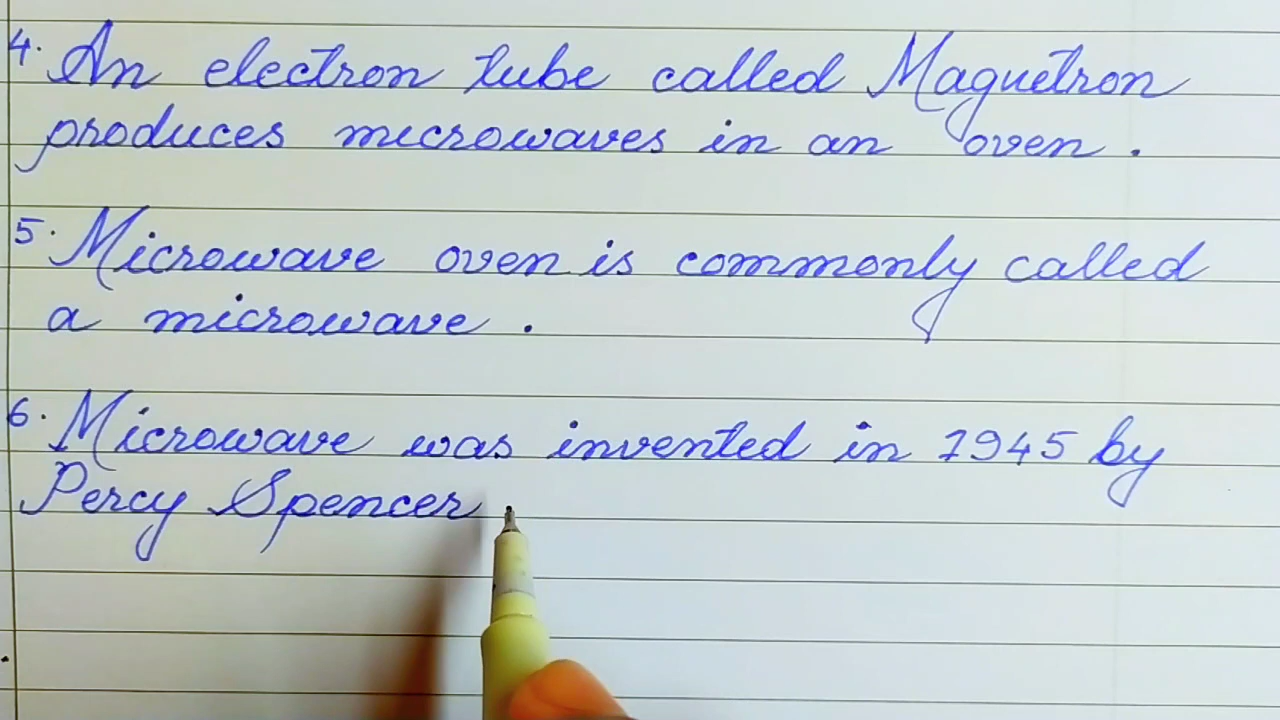 4. An electron tube called Magnetron
produces microwaves in an oven.
5. Microwave oven is commonly called
a microwave.
6. Microwave was invented in 1945 by
Percy Spencer